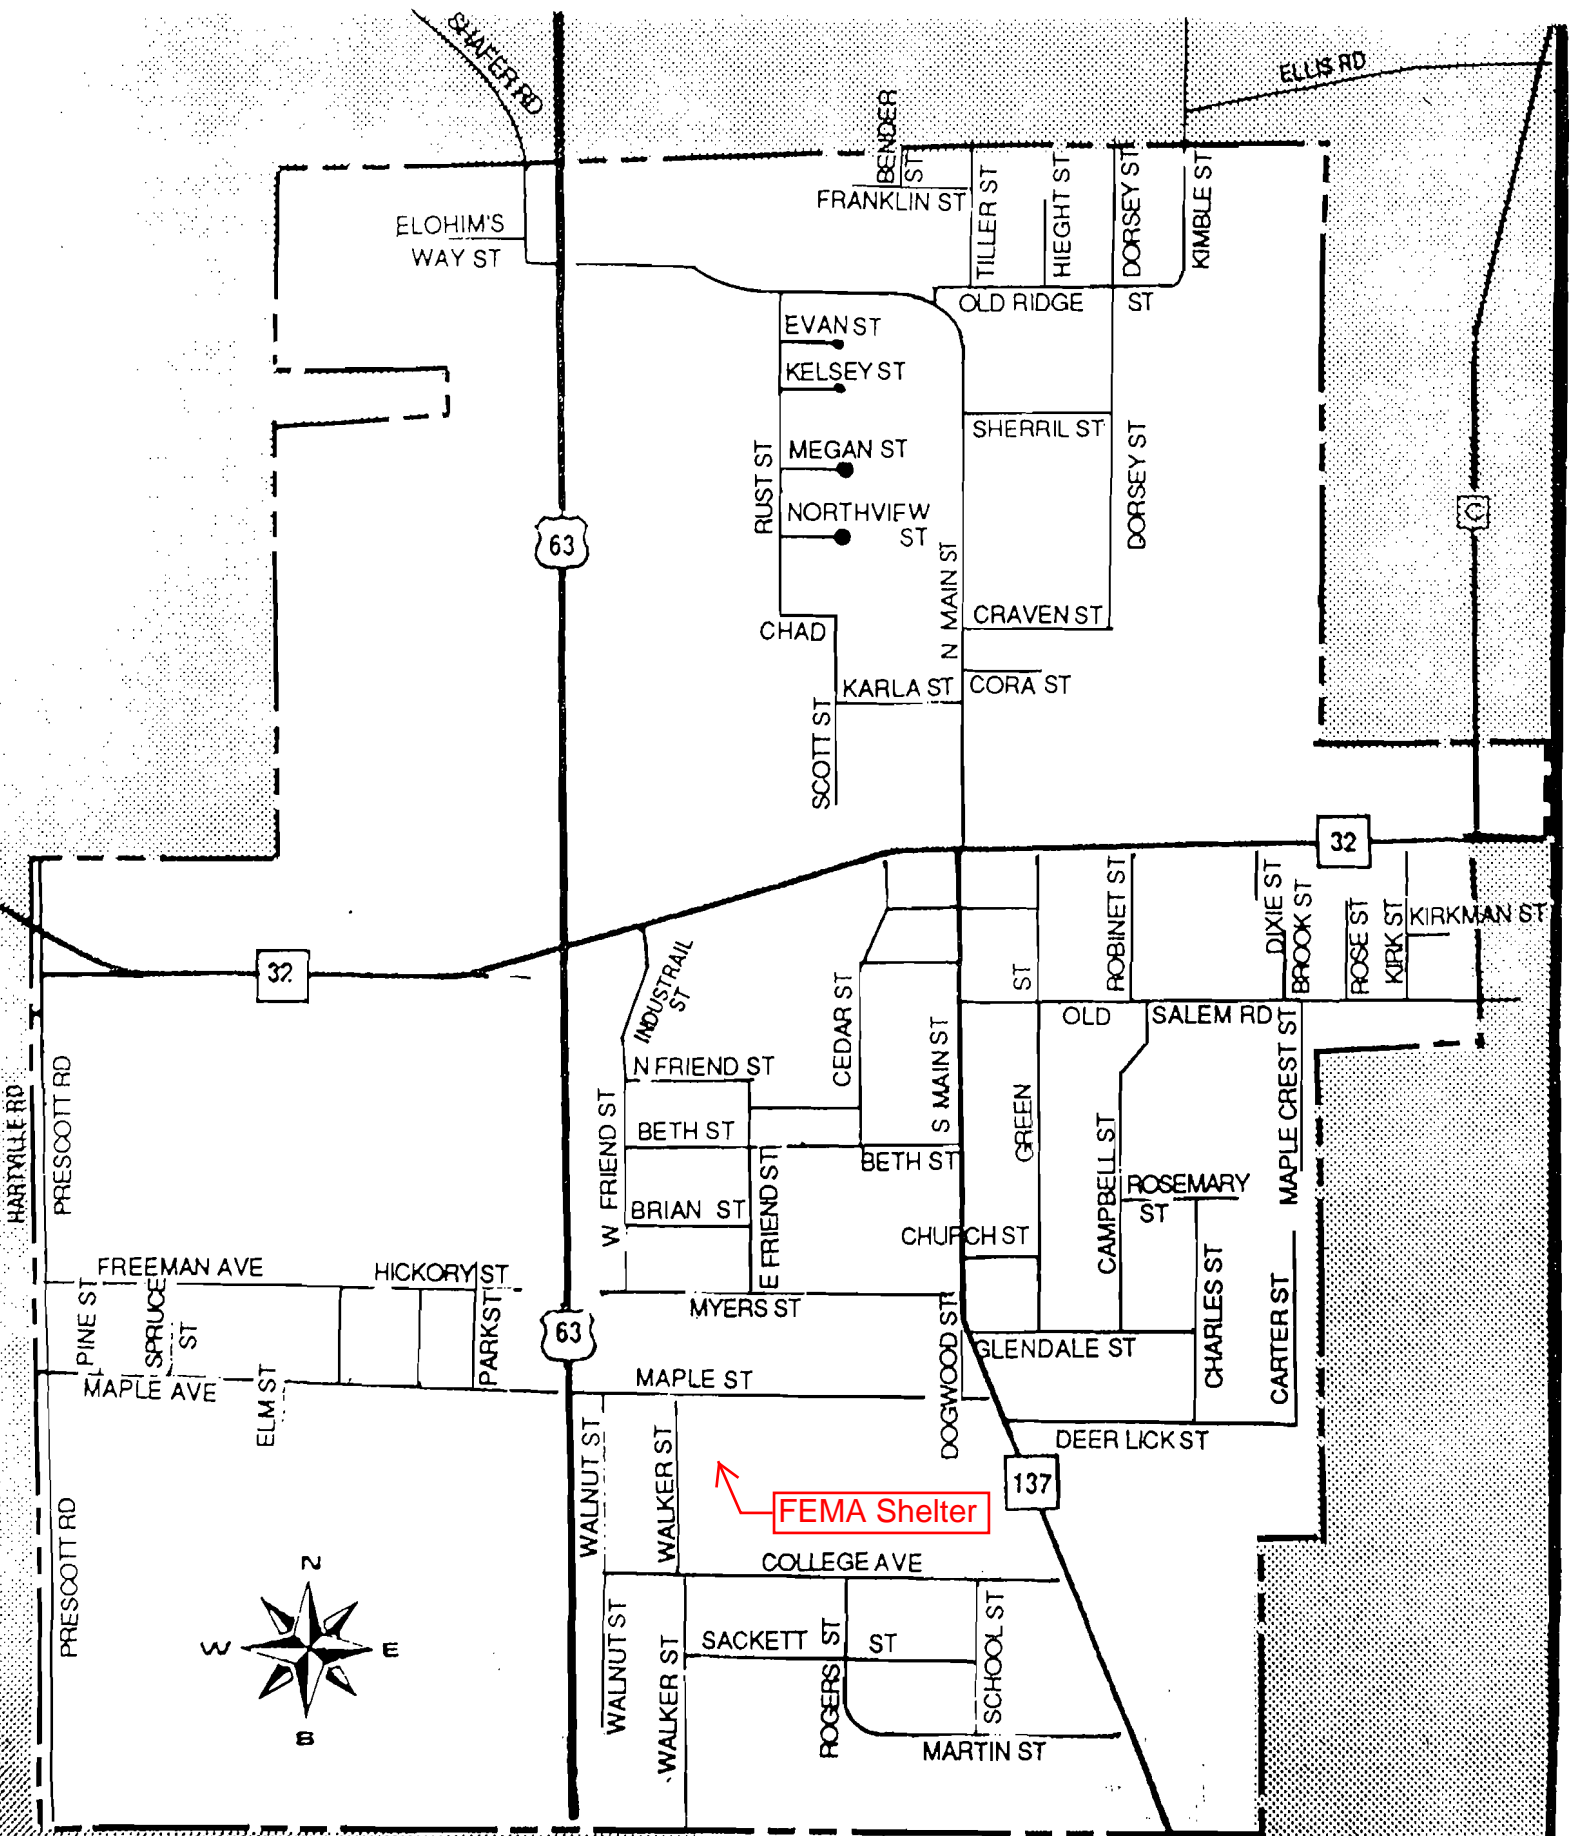 SHAFER RD
ELLIS RD
BENDER
ST
FRANKLIN ST
TILLER ST
HIEGHT ST
DORSEY ST
KIMBLE ST
ELOHIM'S
WAY ST
OLD RIDGE ST
EVAN ST
KELSEY ST
SHERRIL ST
MEGAN ST
RUST ST
NORTHVIEW
ST
DORSEY ST
63
N MAIN ST
CRAVEN ST
CHAD
KARLA ST
CORA ST
SCOTT ST
32
ROBINET ST
DIXIE ST
BROOK ST
ROSE ST
KIRK ST
KIRKMAN ST
32
INDUSTRAIL
ST
CEDAR ST
ST
OLD SALEM RD
N FRIEND ST
S MAIN ST
GREEN
MAPLE CREST ST
HARTVILLE RD
PRESCOTT RD
W FRIEND ST
BETH ST
BETH ST
CAMPBELL ST
ROSEMARY
ST
BRIAN ST
E FRIEND ST
CHURCH ST
FREEMAN AVE
HICKORY ST
PINE ST
SPRUCE
ST
PARK ST
MYERS ST
63
DOGWOOD ST
GLENDALE ST
CHARLES ST
CARTER ST
MAPLE AVE
ELM ST
MAPLE ST
WALNUT ST
WALKER ST
DEER LICK ST
137
FEMA Shelter
PRESCOTT RD
COLLEGE AVE
N
W
E
S
WALNUT ST
WALKER ST
SACKETT ST
ROGERS ST
SCHOOL ST
MARTIN ST